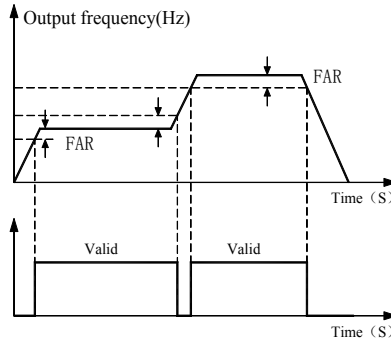 Output frequency(Hz)
FAR
FAR
Time（S）
Valid
Valid
Time（S）